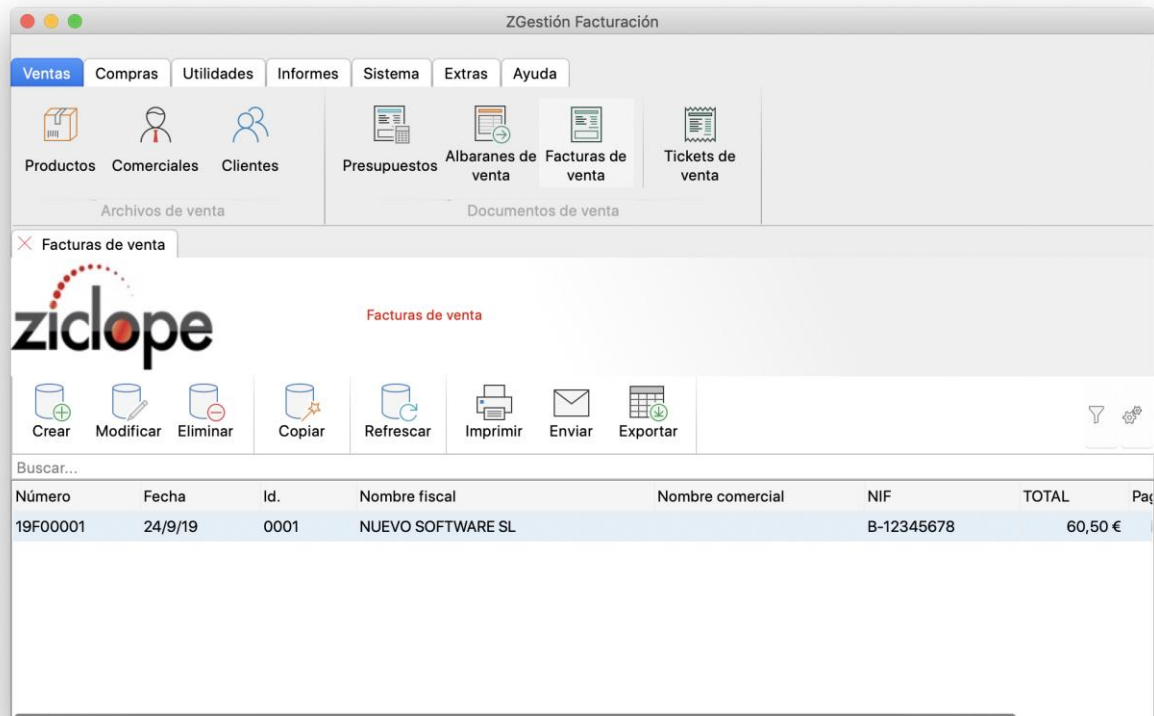 ZGestión Facturación
Ventas Compras Utilidades Informes Sistema Extras Ayuda
Productos Comerciales Clientes Presupuestos Albaranes de venta Facturas de venta Tickets de venta
Archivos de venta Documentos de venta
Facturas de venta
ziclope
Facturas de venta
Crear Modificar Eliminar Copiar Refrescar Imprimir Enviar Exportar
Buscar...
Número Fecha Id. Nombre fiscal Nombre comercial NIF TOTAL
19F00001 24/9/19 0001 NUEVO SOFTWARE SL B-12345678 60,50 €